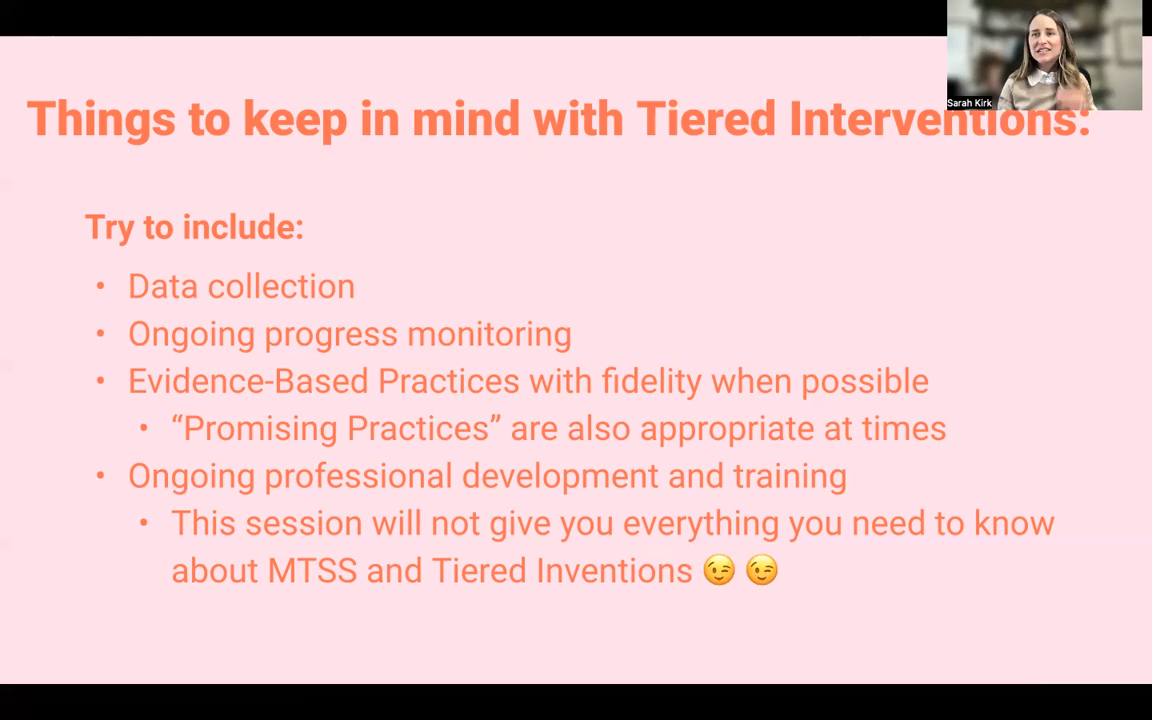 Sarah Kirk
Things to keep in mind with Tiered Interventions:
Try to include:
• Data collection
• Ongoing progress monitoring
• Evidence-Based Practices with fidelity when possible
• “Promising Practices” are also appropriate at times
• Ongoing professional development and training
• This session will not give you everything you need to know
about MTSS and Tiered Inventions 😉 😉